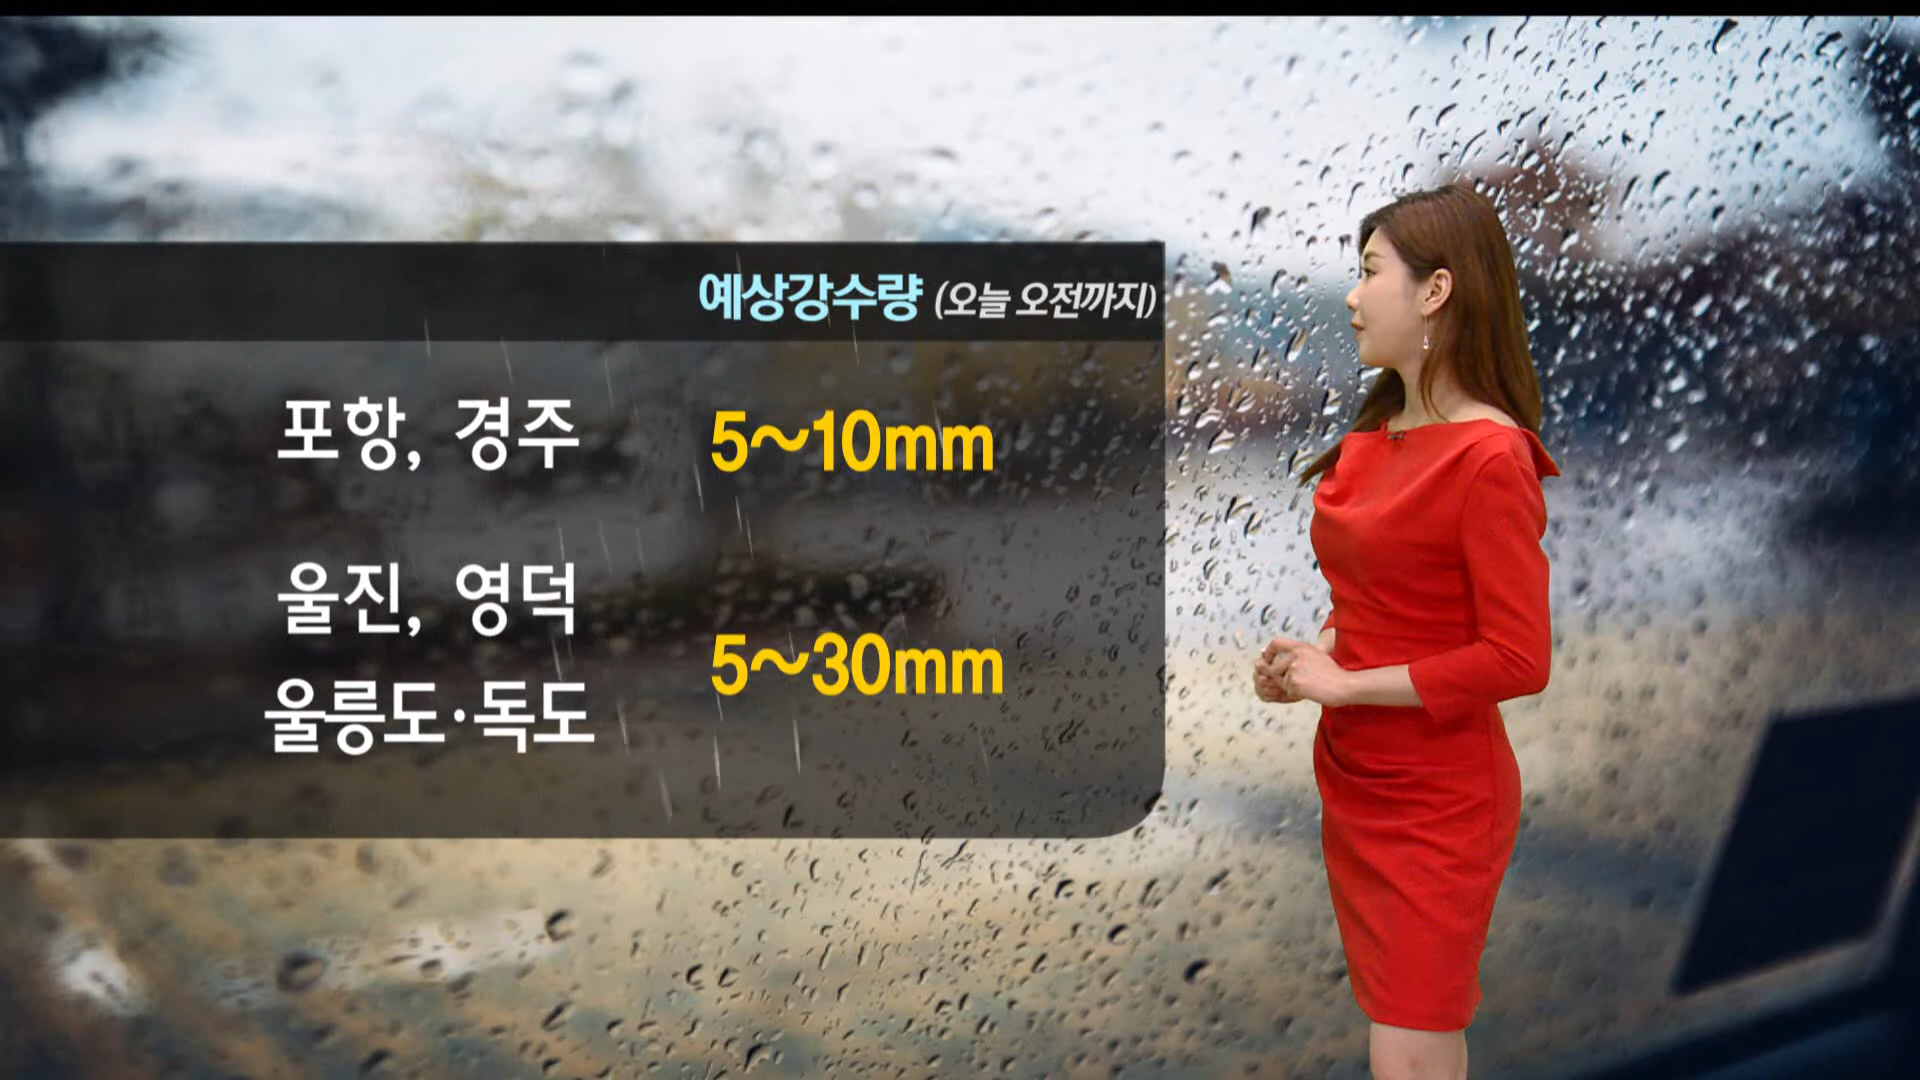 예상강수량 (오늘 오전까지)
포항, 경주 5~10mm
울진, 영덕
5~30mm
울릉도·독도